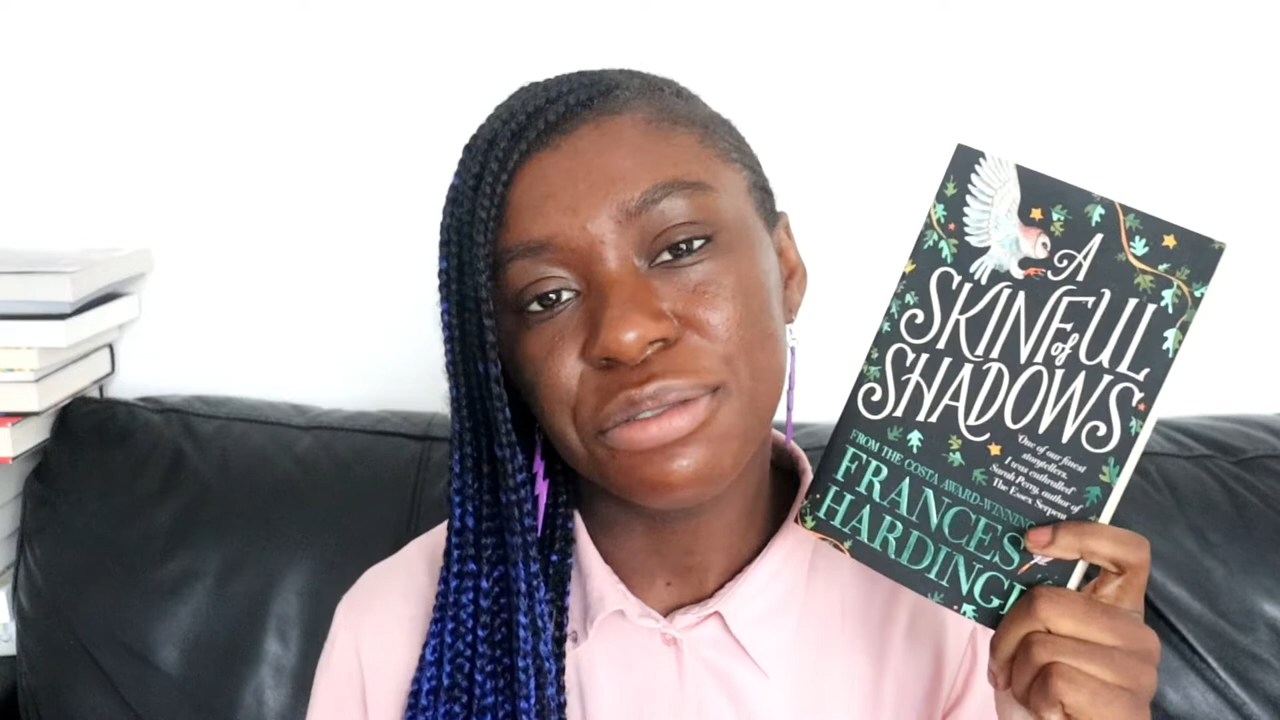 A
SKINFUL
of
SHADOWS
'One of our finest
storytellers.
I was enthralled'
Sarah Perry, author of
The Essex Serpent
FROM THE COSTA AWARD-WINNING
FRANCES
HARDINGE